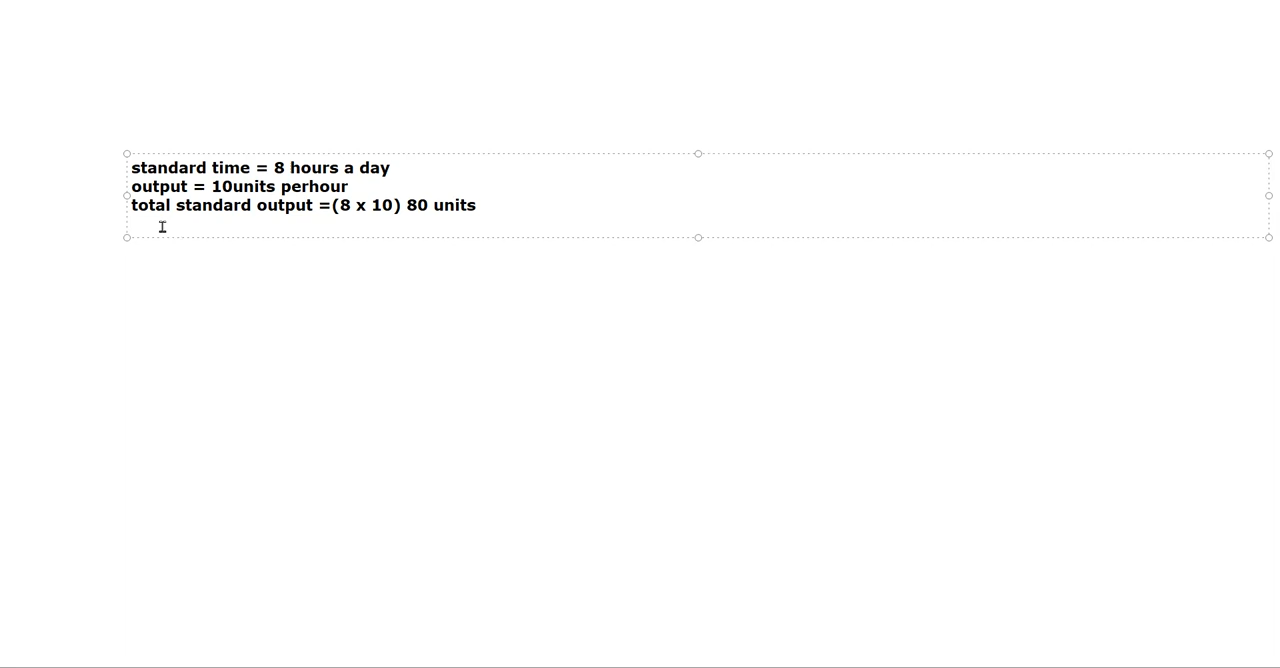 standard time = 8 hours a day
output = 10units perhour
total standard output =(8 x 10) 80 units